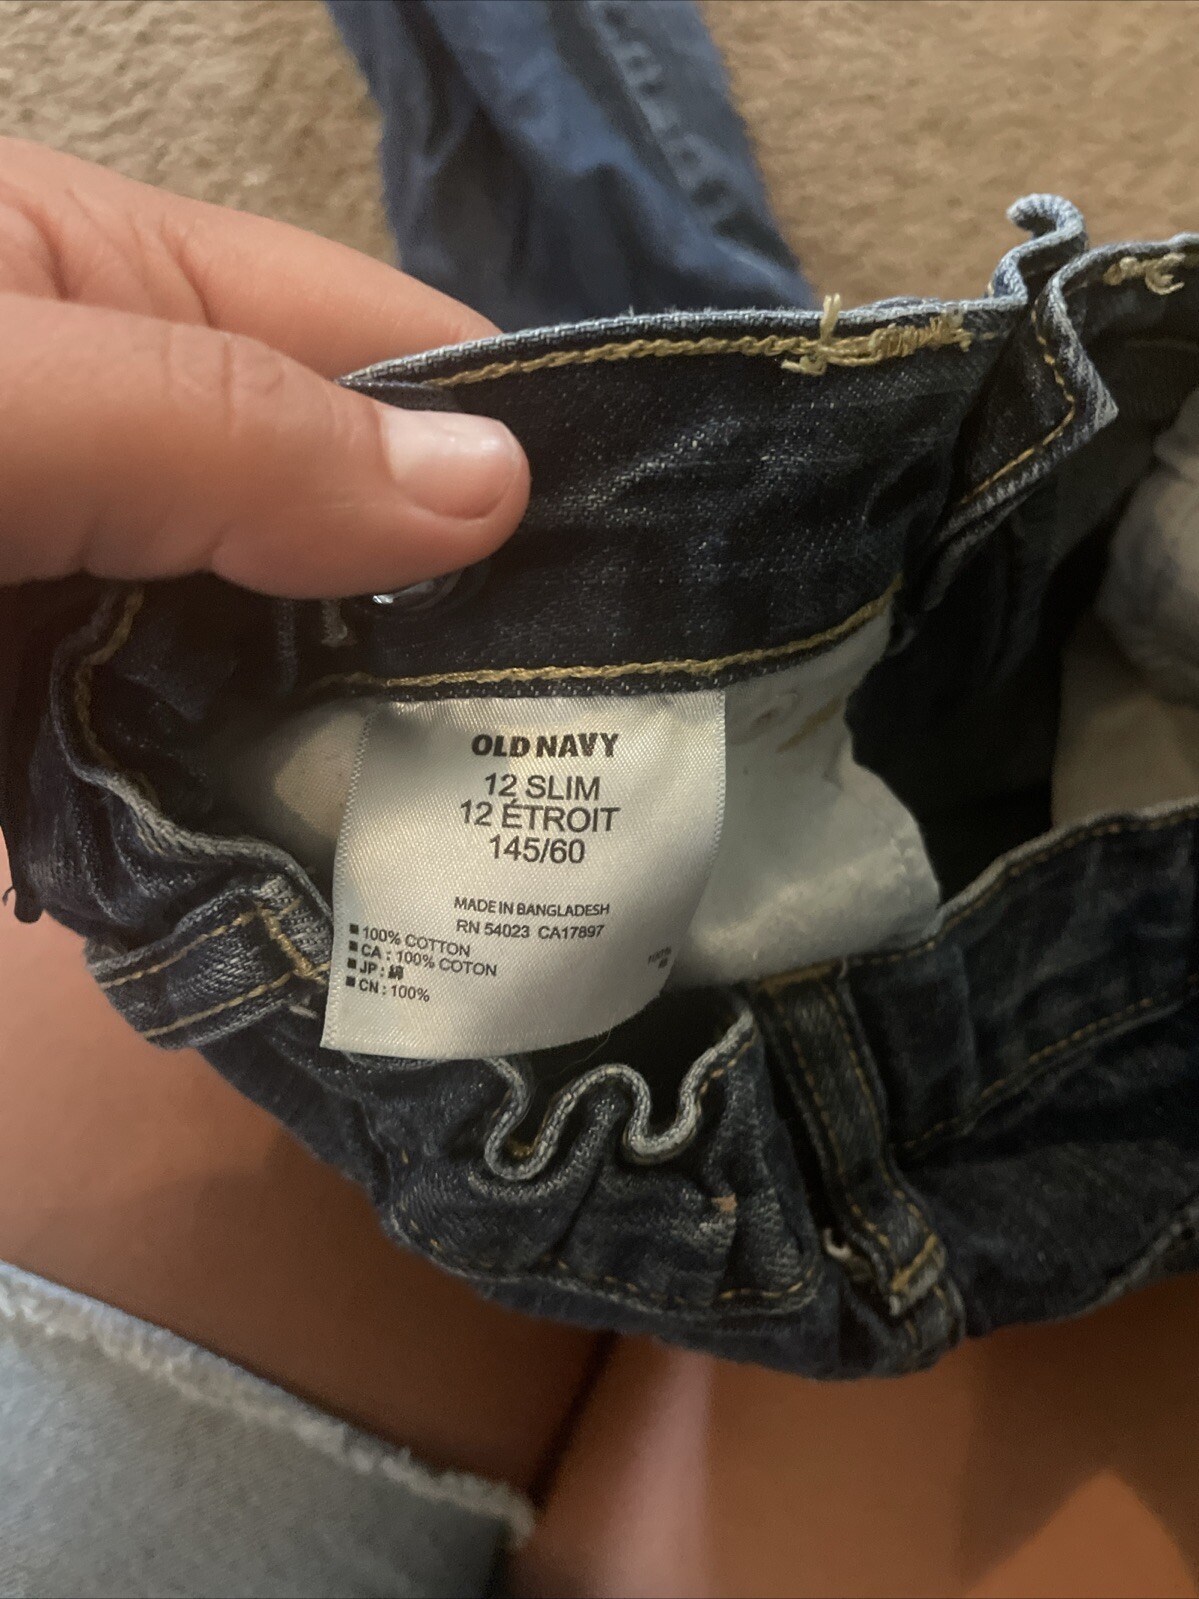 OLD NAVY
12 SLIM
12 ÉTROIT
145/60
MADE IN BANGLADESH
RN 54023 CA17897
■ 100% COTTON
■ CA : 100% COTON
■ JP : 綿
■ CN : 100%